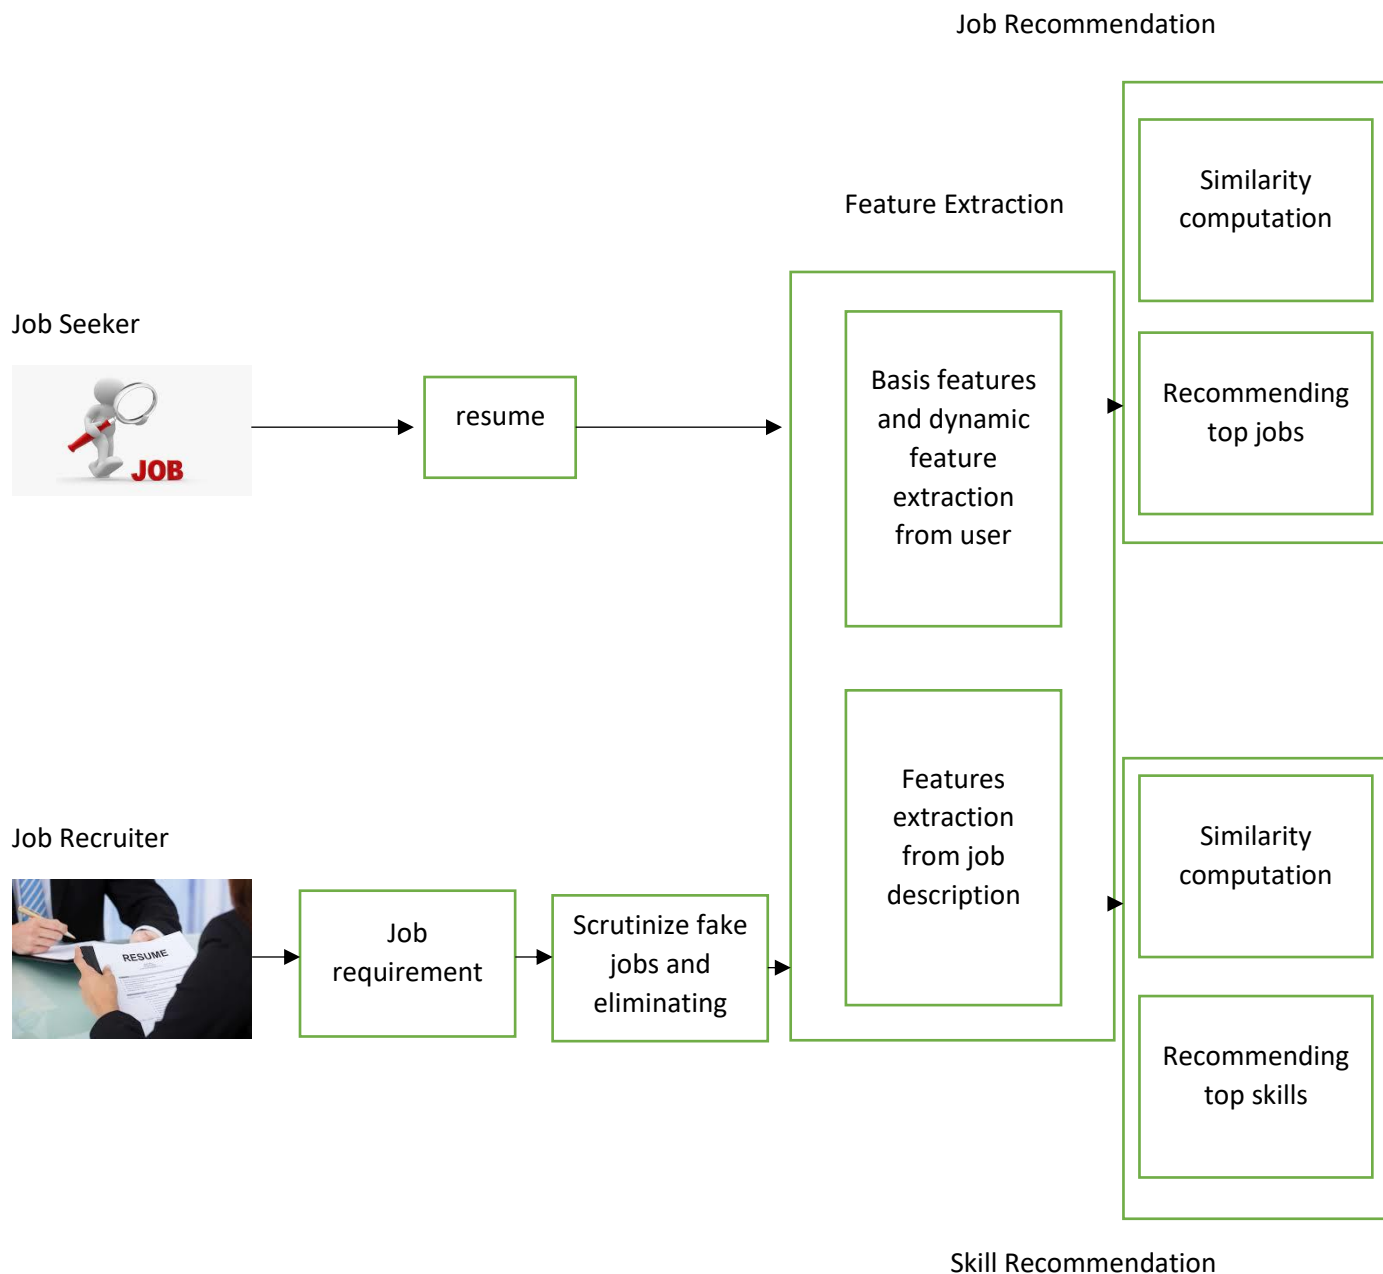 Job Recommendation
Similarity
computation
Recommending
top jobs
Feature Extraction
Basis features
and dynamic
feature
extraction
from user
Features
extraction
from job
description
Job Seeker
JOB
resume
Job Recruiter
RESUME
Job
requirement
Scrutinize fake
jobs and
eliminating
Similarity
computation
Recommending
top skills
Skill Recommendation